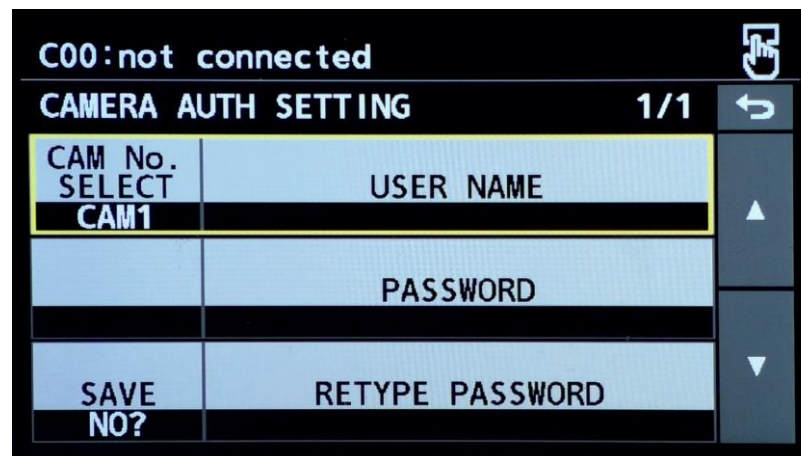 C00:not connected
CAMERA AUTH SETTING 1/1
CAM No.
SELECT
CAM1
USER NAME
PASSWORD
SAVE
NO?
RETYPE PASSWORD